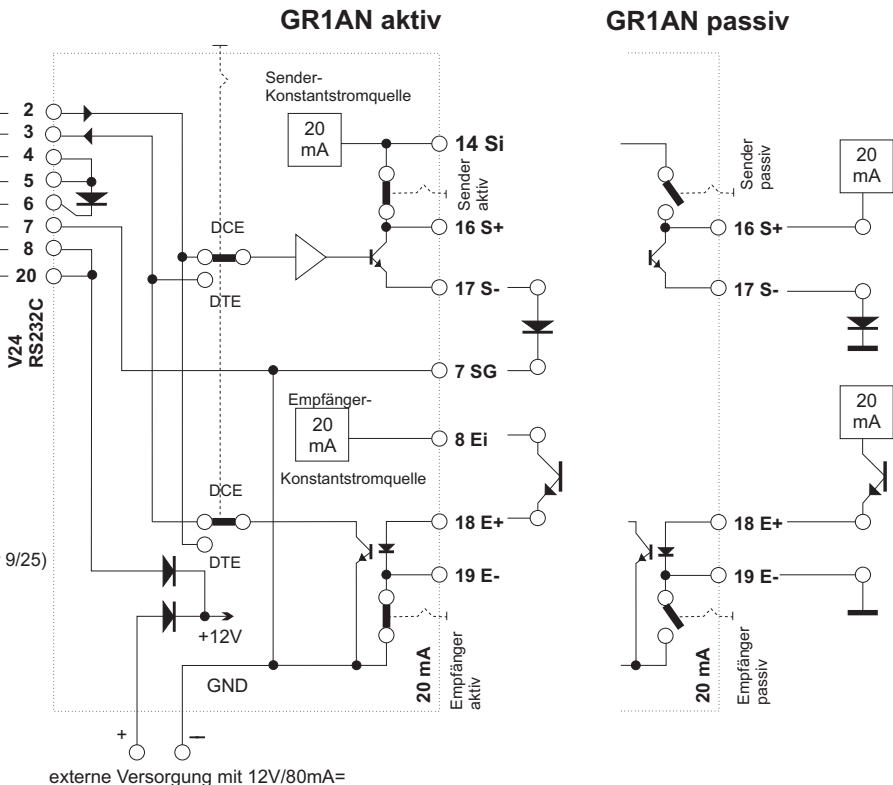 GR1AN aktiv
GR1AN passiv
Sender-
Konstantstromquelle
20
mA
2
3
4
5
6
7
8
20
V24
RS232C
14 Si
Sender
aktiv
16 S+
DCE
DTE
17 S-
7 SG
Empfänger-
20
mA
8 Ei
Konstantstromquelle
DCE
18 E+
DTE
19 E-
9/25)
+12V
GND
20 mA
Empfänger
aktiv
+
–
externe Versorgung mit 12V/80mA=
Sender
passiv
20
mA
16 S+
17 S-
20
mA
18 E+
19 E-
20 mA
Empfänger
passiv